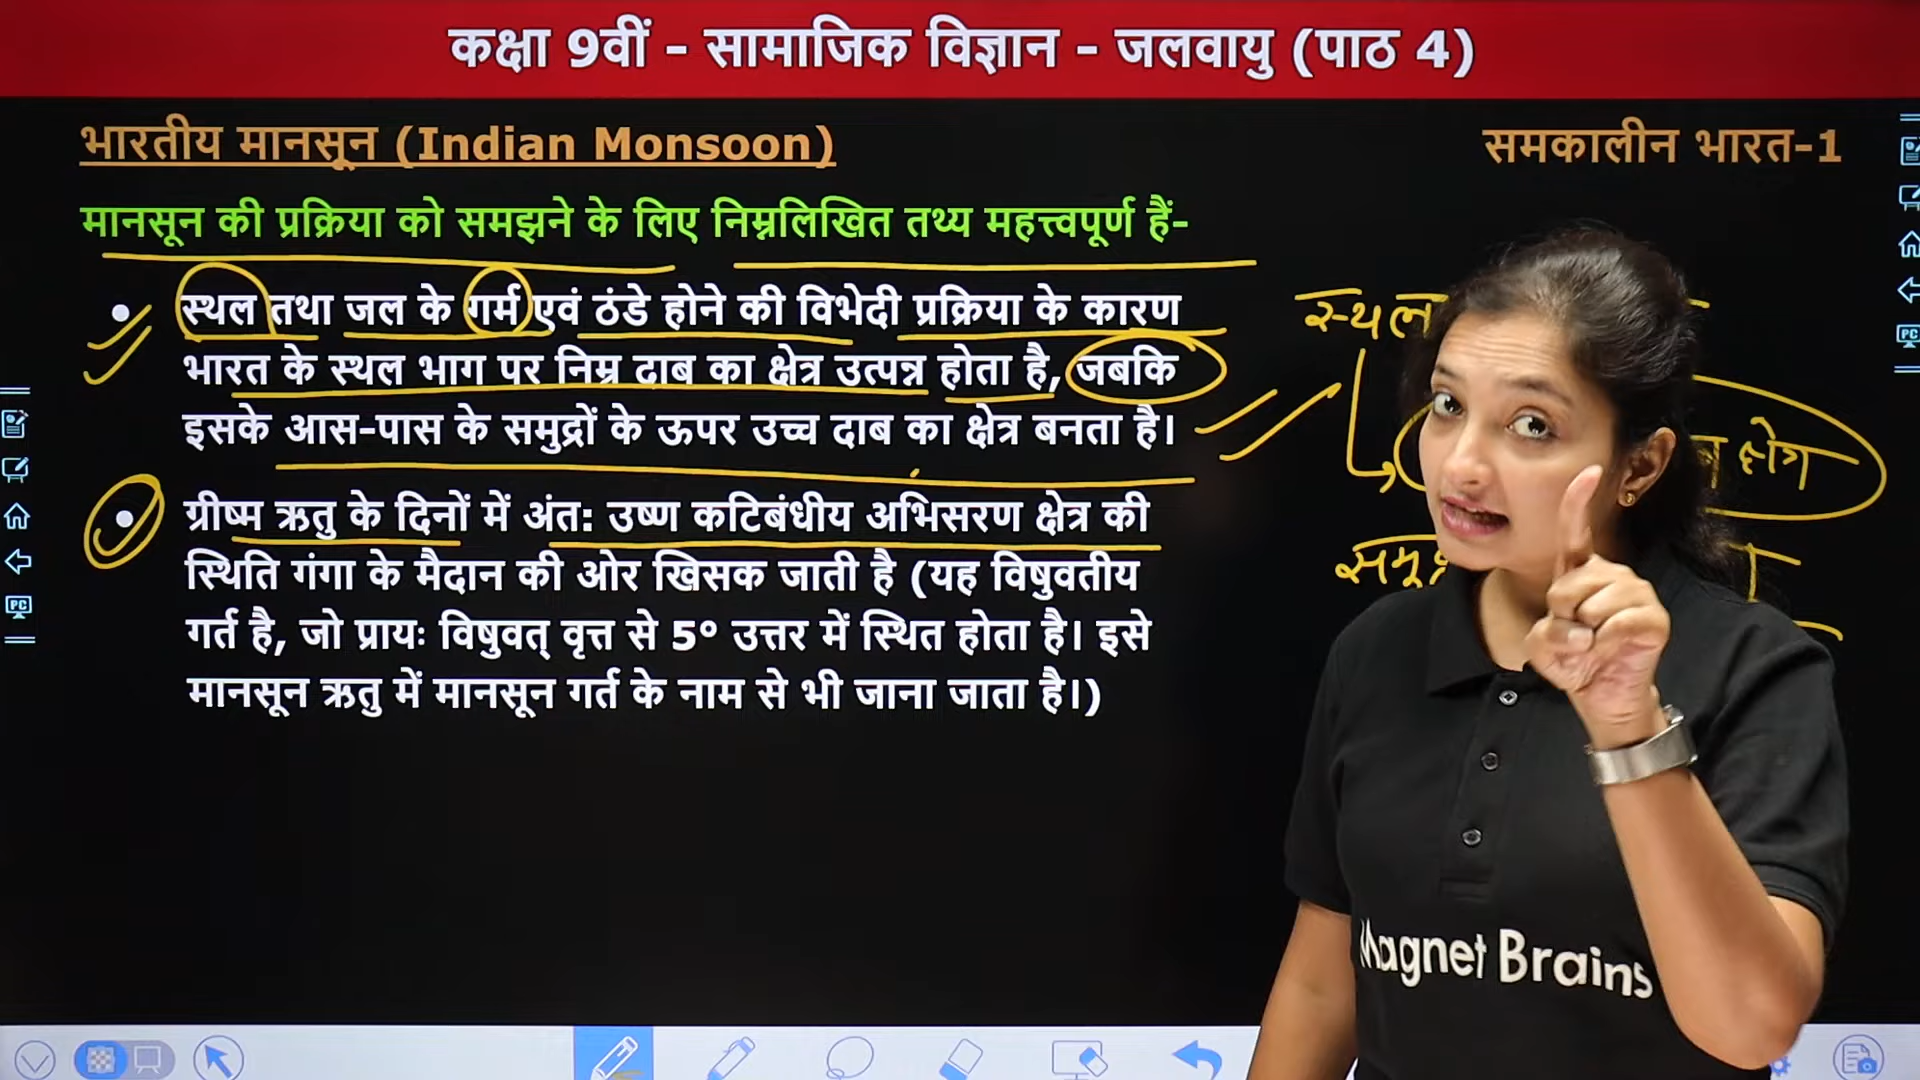 कक्षा 9वीं - सामाजिक विज्ञान - जलवायु (पाठ 4)
भारतीय मानसून (Indian Monsoon)
समकालीन भारत-1
मानसून की प्रक्रिया को समझने के लिए निम्नलिखित तथ्य महत्त्वपूर्ण हैं-
• स्थल तथा जल के गर्म एवं ठंडे होने की विभेदी प्रक्रिया के कारण
भारत के स्थल भाग पर निम्न दाब का क्षेत्र उत्पन्न होता है, जबकि
इसके आस-पास के समुद्रों के ऊपर उच्च दाब का क्षेत्र बनता है।
• ग्रीष्म ऋतु के दिनों में अंत: उष्ण कटिबंधीय अभिसरण क्षेत्र की
स्थिति गंगा के मैदान की ओर खिसक जाती है (यह विषुवतीय
गर्त है, जो प्रायः विषुवत् वृत्त से 5° उत्तर में स्थित होता है। इसे
मानसून ऋतु में मानसून गर्त के नाम से भी जाना जाता है।)
स्थल
क्षेत्र
Magnet Brains
PC
PC